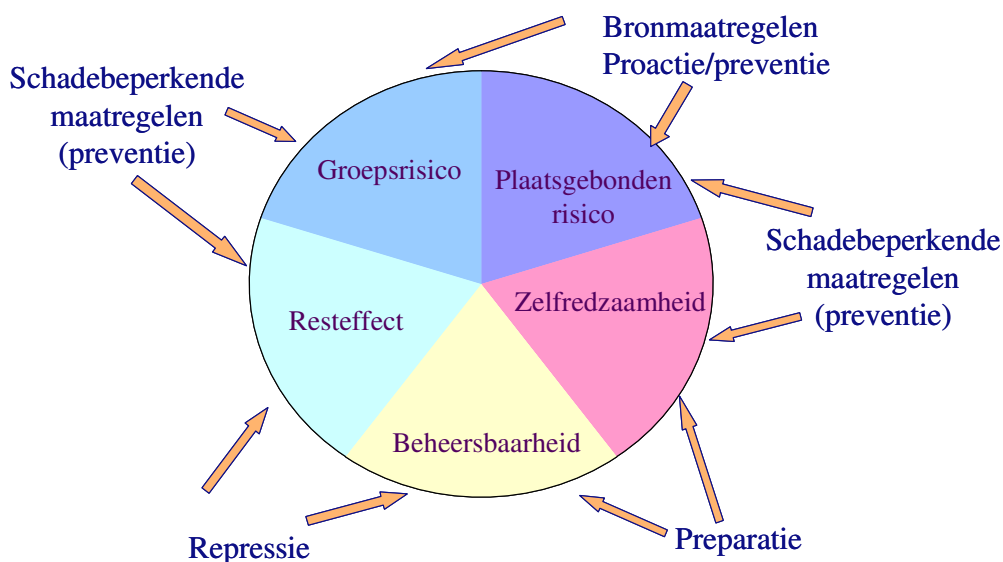 Bronmaatregelen
Proactie/preventie
Schadebeperkende
maatregelen
(preventie)
Groepsrisico
Plaatsgebonden
risico
Schadebeperkende
maatregelen
(preventie)
Zelfredzaamheid
Resteffect
Beheersbaarheid
Preparatie
Repressie